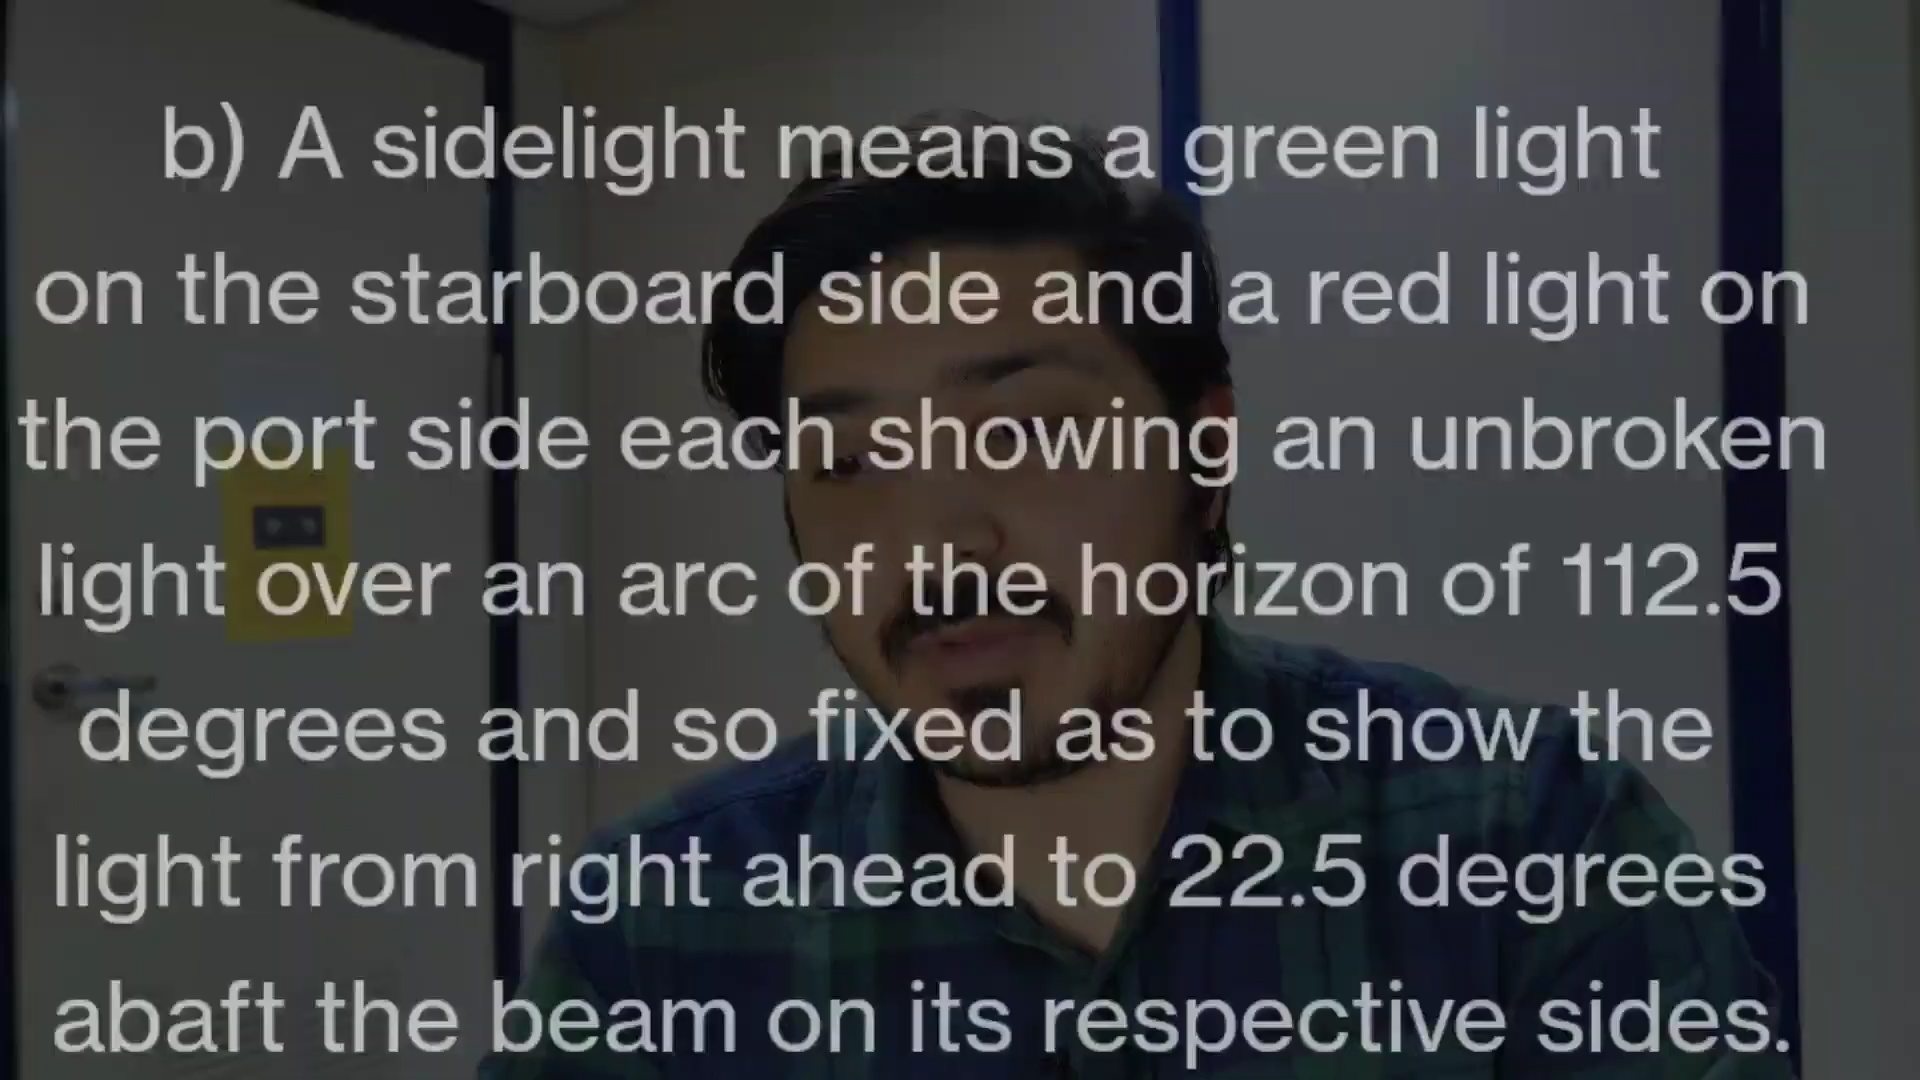 b) A sidelight means a green light
on the starboard side and a red light on
the port side each showing an unbroken
light over an arc of the horizon of 112.5
degrees and so fixed as to show the
light from right ahead to 22.5 degrees
abaft the beam on its respective sides.